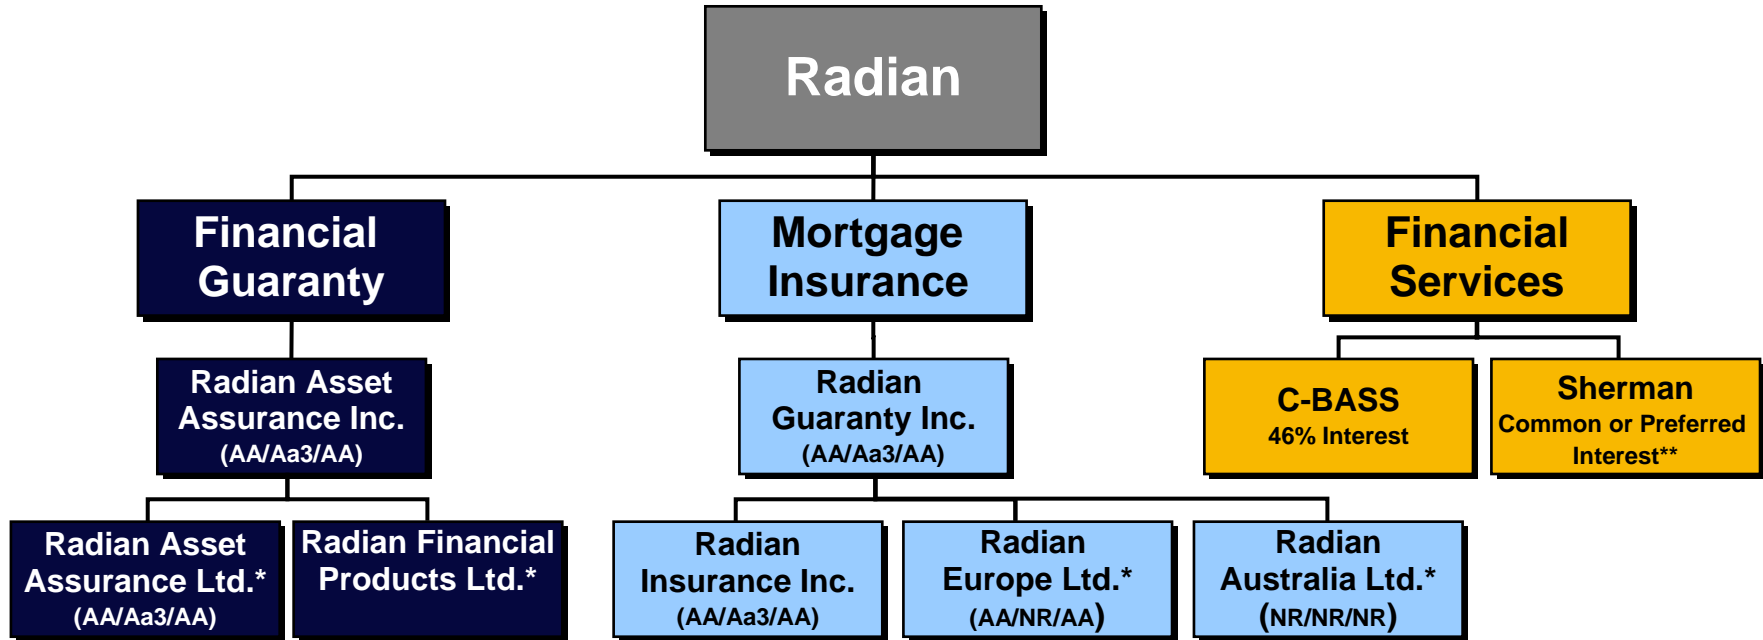 Radian
Financial
Guaranty
Mortgage
Insurance
Financial
Services
Radian Asset
Assurance Inc.
(AA/Aa3/AA)
Radian
Guaranty Inc.
(AA/Aa3/AA)
C-BASS
46% Interest
Sherman
Common or Preferred
Interest**
Radian Asset
Assurance Ltd.*
(AA/Aa3/AA)
Radian Financial
Products Ltd.*
Radian
Insurance Inc.
(AA/Aa3/AA)
Radian
Europe Ltd.*
(AA/NR/AA)
Radian
Australia Ltd.*
(NR/NR/NR)